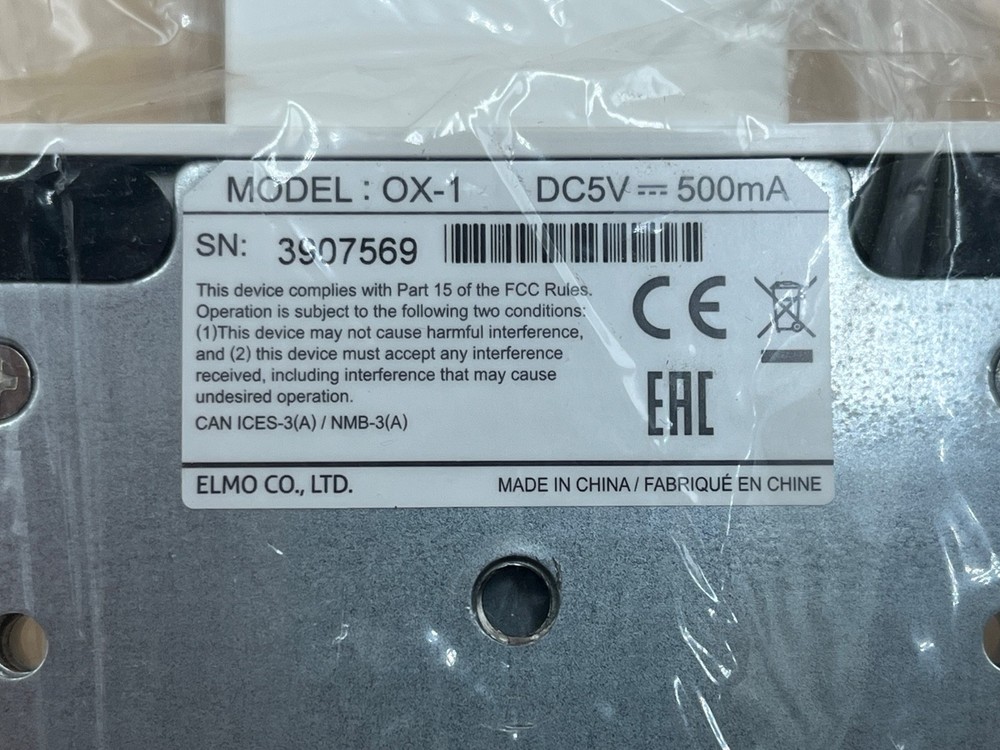 MODEL : OX-1 DC5V ⎓ 500mA
SN: 3907569
This device complies with Part 15 of the FCC Rules.
Operation is subject to the following two conditions:
(1)This device may not cause harmful interference,
and (2) this device must accept any interference
received, including interference that may cause
undesired operation.
CAN ICES-3(A) / NMB-3(A)
CE
EAC
ELMO CO., LTD. MADE IN CHINA / FABRIQUÉ EN CHINE